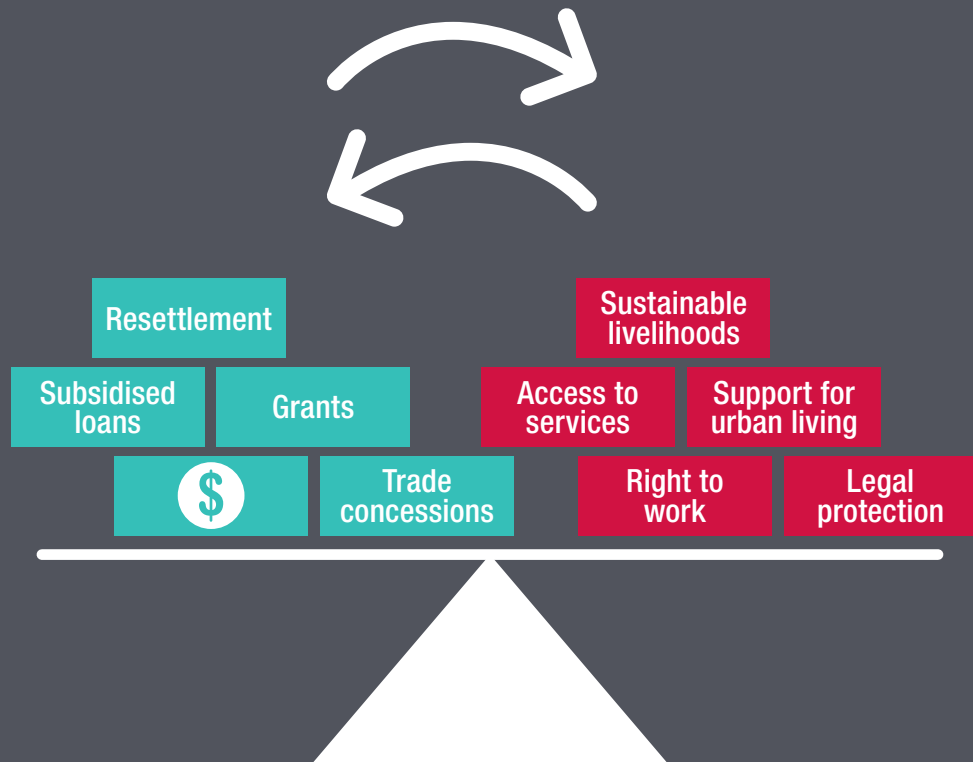 Resettlement
Sustainable
livelihoods
Subsidised
loans
Grants
Access to
services
Support for
urban living
$
Trade
concessions
Right to
work
Legal
protection